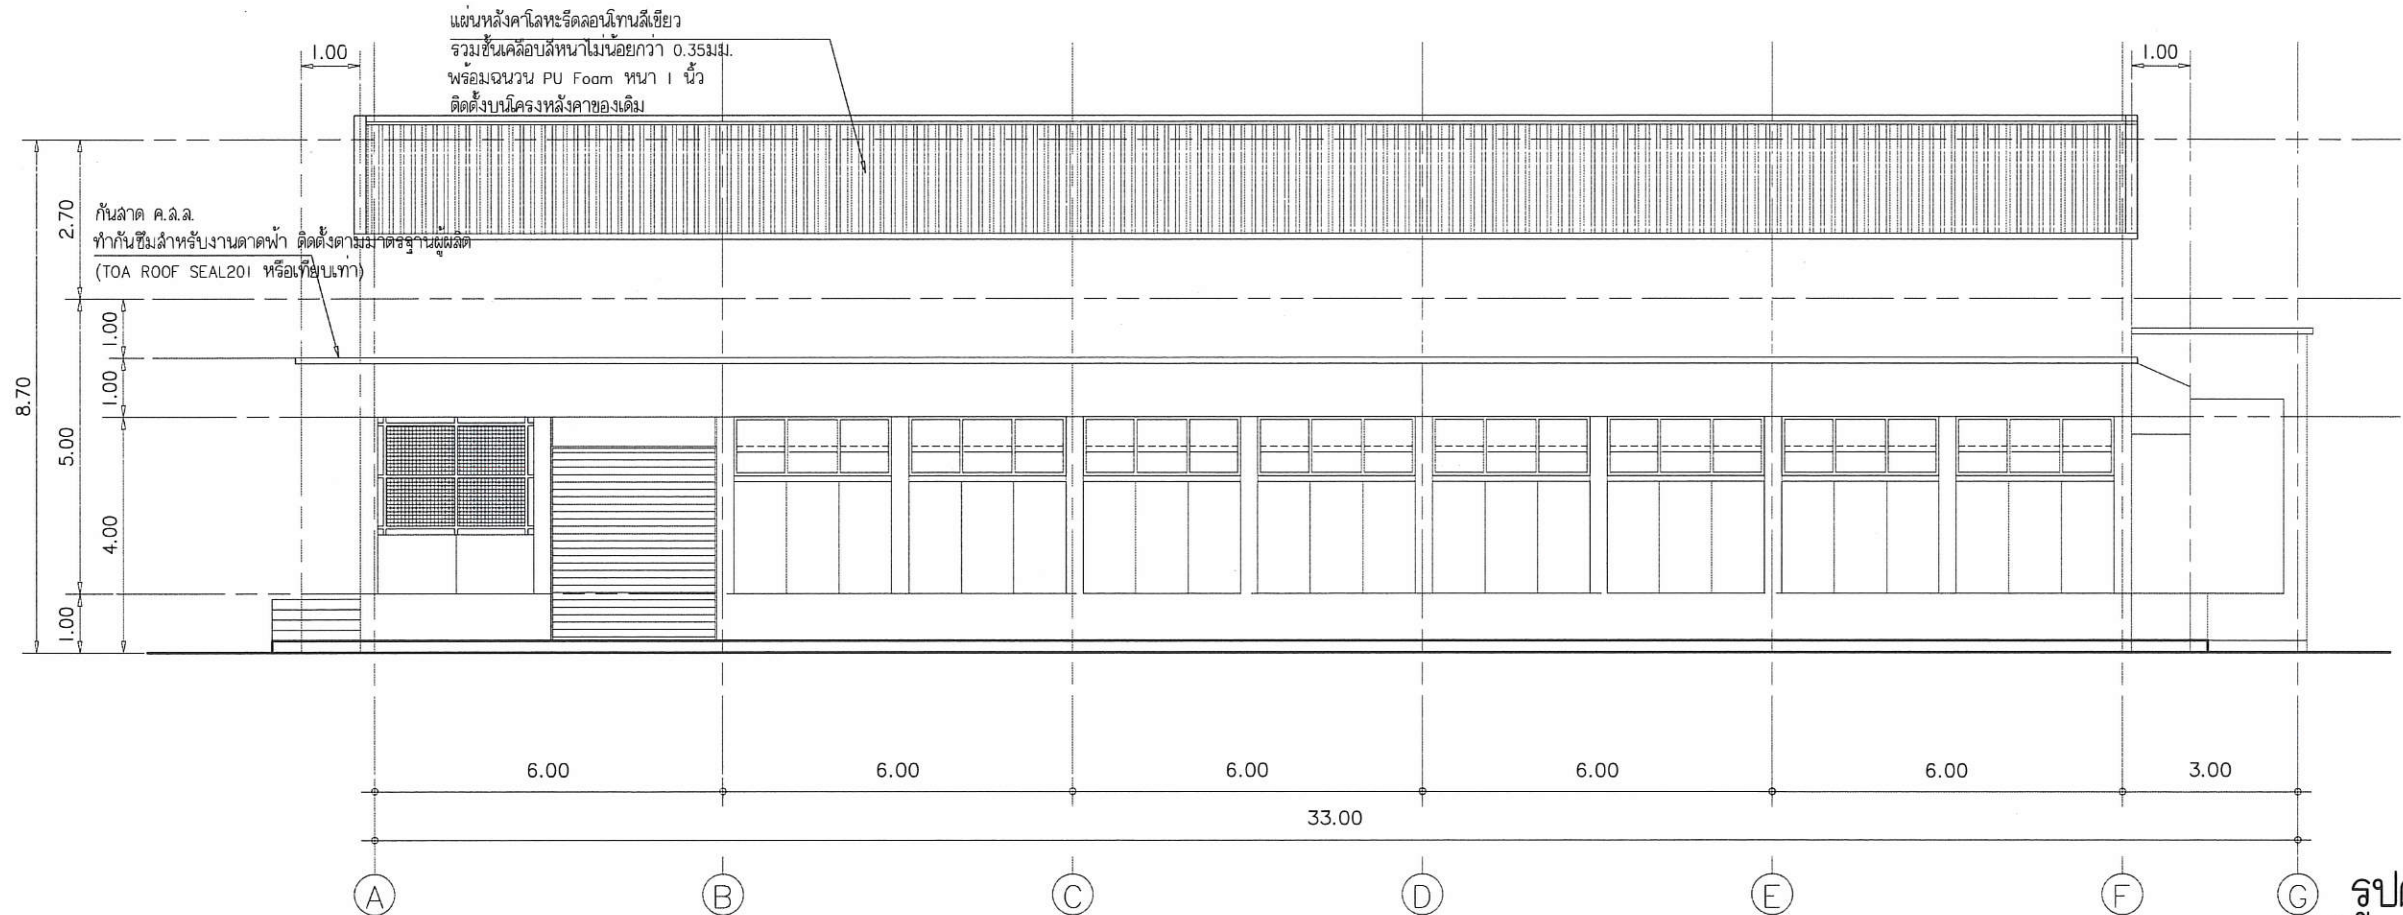 แผ่นหลังคาโลหะรีดลอนโทนสีเขียว
รวมชั้นเคลือบสีหนาไม่น้อยกว่า 0.35มม.
พร้อมฉนวน PU Foam หนา 1 นิ้ว
ติดตั้งบนโครงหลังคาของเดิม
1.00
1.00
กันสาด ค.ส.ล.
ทำกันซึมสำหรับงานดาดฟ้า ติดตั้งตามมาตรฐานผู้ผลิต
(TOA ROOF SEAL201 หรือเทียบเท่า)
2.70
1.00
8.70
1.00
5.00
4.00
1.00
6.00 6.00 6.00 6.00 6.00 3.00
33.00
A B C D E F G